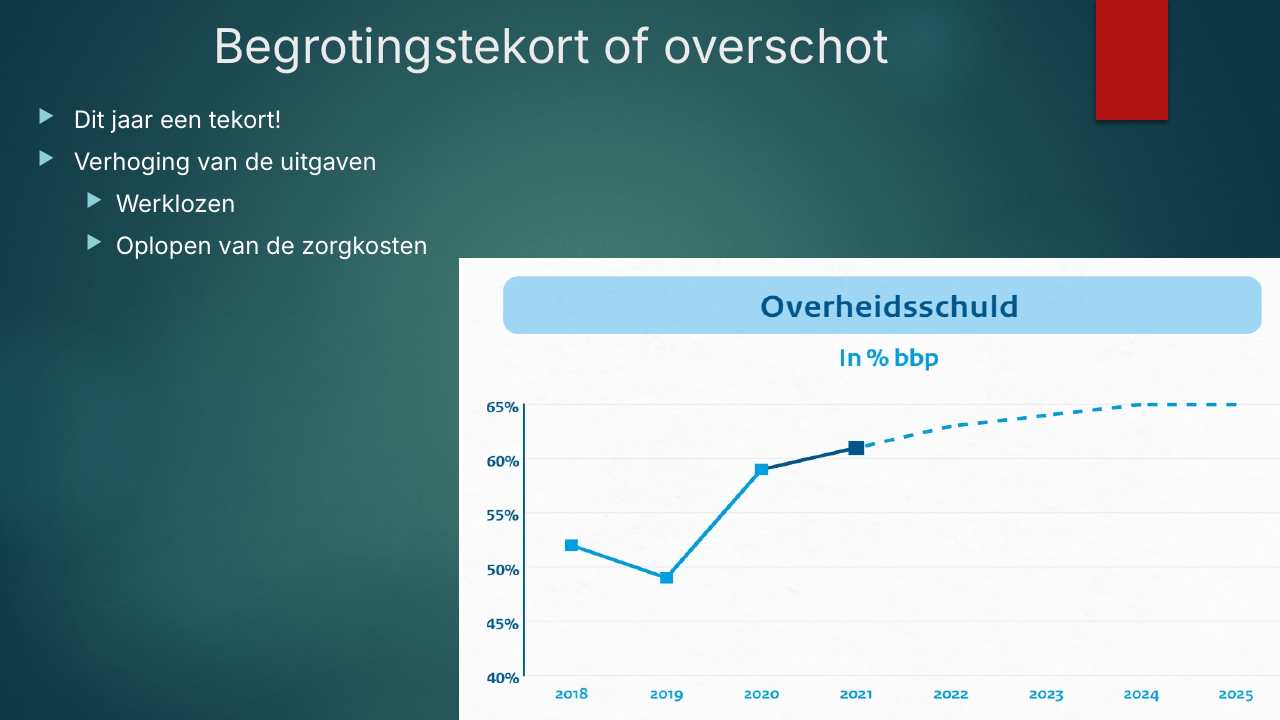 Begrotingstekort of overschot
Dit jaar een tekort!
Verhoging van de uitgaven
Werklozen
Oplopen van de zorgkosten
Overheidsschuld
In % bbp
65%
60%
55%
50%
45%
40%
2018 2019 2020 2021 2022 2023 2024 2025